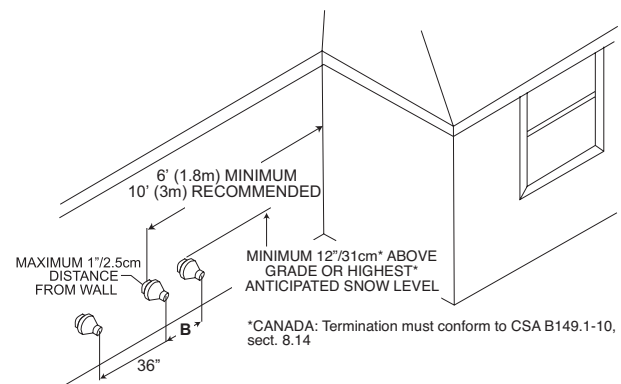 6' (1.8m) MINIMUM
10' (3m) RECOMMENDED
MAXIMUM 1"/2.5cm
DISTANCE
FROM WALL
MINIMUM 12"/31cm* ABOVE
GRADE OR HIGHEST*
ANTICIPATED SNOW LEVEL
B
36"
*CANADA: Termination must conform to CSA B149.1-10,
sect. 8.14